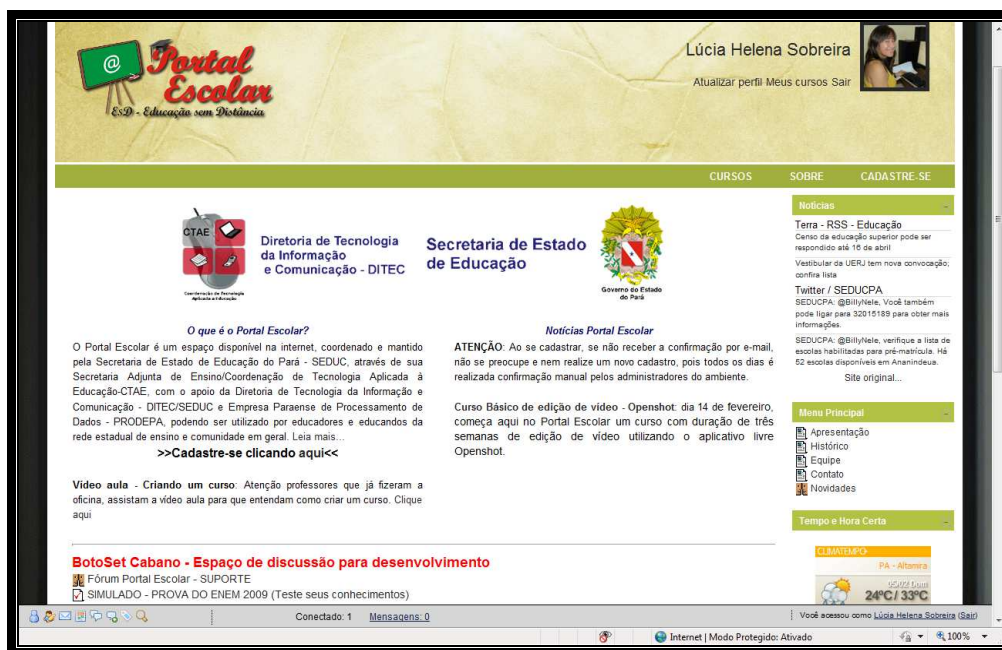 @
Portal
Escolar
EsD - Educação sem Distância
Lúcia Helena Sobreira
Atualizar perfil Meus cursos Sair
CURSOS SOBRE CADASTRE-SE
CTAE
Coordenação de Tecnologia
Aplicada a Educação
Diretoria de Tecnologia
da Informação
e Comunicação - DITEC
Secretaria de Estado
de Educação
Governo do Estado
do Pará
O que é o Portal Escolar?
O Portal Escolar é um espaço disponível na internet, coordenado e mantido
pela Secretaria de Estado de Educação do Pará - SEDUC, através de sua
Secretaria Adjunta de Ensino/Coordenação de Tecnologia Aplicada à
Educação-CTAE, com o apoio da Diretoria de Tecnologia da Informação e
Comunicação - DITEC/SEDUC e Empresa Paraense de Processamento de
Dados - PRODEPA, podendo ser utilizado por educadores e educandos da
rede estadual de ensino e comunidade em geral. Leia mais...
>>Cadastre-se clicando aqui<<
Vídeo aula - Criando um curso: Atenção professores que já fizeram a
oficina, assistam a vídeo aula para que entendam como criar um curso. Clique
aqui
Notícias Portal Escolar
ATENÇÃO: Ao se cadastrar, se não receber a confirmação por e-mail,
não se preocupe e nem realize um novo cadastro, pois todos os dias é
realizada confirmação manual pelos administradores do ambiente.
Curso Básico de edição de vídeo - Openshot: dia 14 de fevereiro,
começa aqui no Portal Escolar um curso com duração de três
semanas de edição de vídeo utilizando o aplicativo livre
Openshot.
BotoSet Cabano - Espaço de discussão para desenvolvimento
Fórum Portal Escolar - SUPORTE
SIMULADO - PROVA DO ENEM 2009 (Teste seus conhecimentos)
Notícias
Terra - RSS - Educação
Censo da educação superior pode ser
respondido até 16 de abril
Vestibular da UERJ tem nova convocação;
confira lista
Twitter / SEDUCPA
SEDUCPA: @BillyNele, Você também
pode ligar para 32015189 para obter mais
informações.
SEDUCPA: @BillyNele, verifique a lista de
escolas habilitadas para pré-matrícula. Há
52 escolas disponíveis em Ananindeua.
Site original...
Menu Principal
Apresentação
Histórico
Equipe
Contato
Novidades
Tempo e Hora Certa
CLIMATEMPO
PA - Altamira
05/02 Dom
24ºC / 33ºC
Conectado: 1 Mensagens: 0
Você acessou como Lúcia Helena Sobreira (Sair)
Internet | Modo Protegido: Ativado
100%